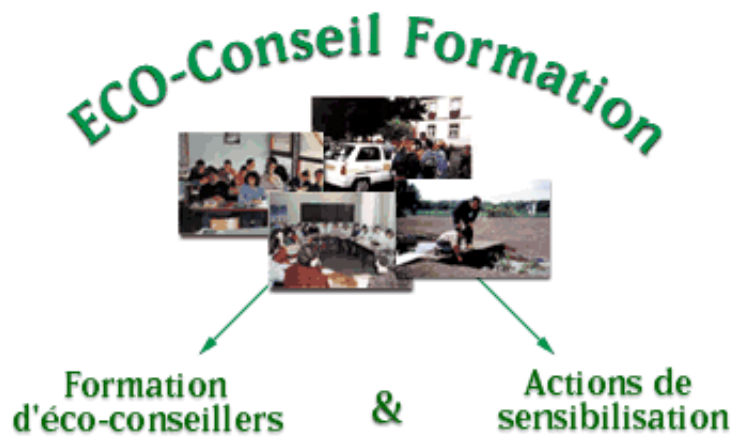 ECO-Conseil Formation
Formation
d'éco-conseillers
&
Actions de
sensibilisation